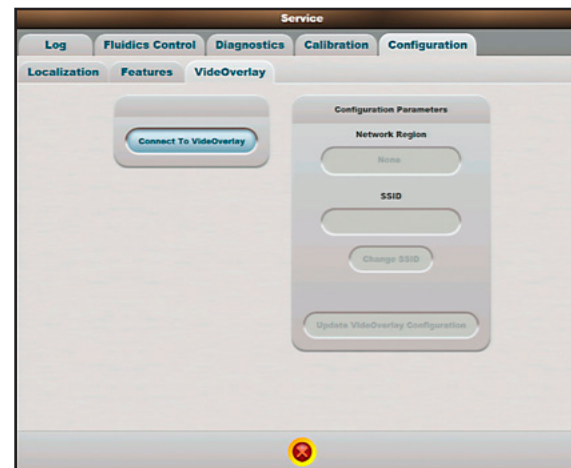 Service
Log Fluidics Control Diagnostics Calibration Configuration
Localization Features VideOverlay
Connect To VideOverlay
Configuration Parameters
Network Region
None
SSID
Change SSID
Update VideOverlay Configuration